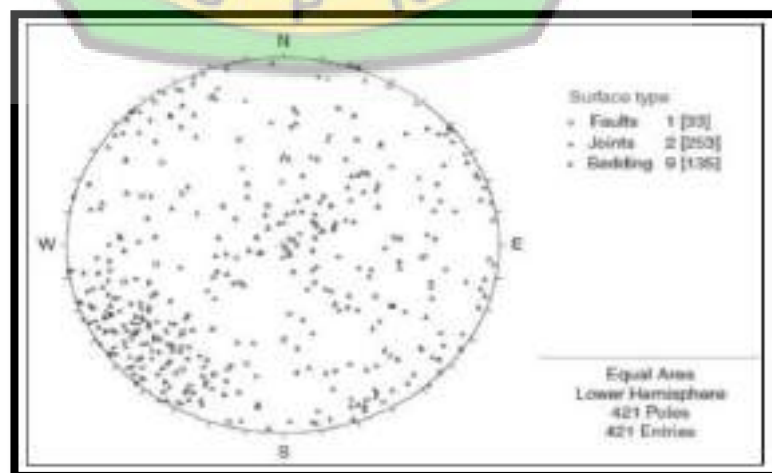 N
Surface type
Faults 1 [33]
Joints 2 [253]
Bedding 9 [135]
W
E
S
Equal Area
Lower Hemisphere
421 Poles
421 Entries